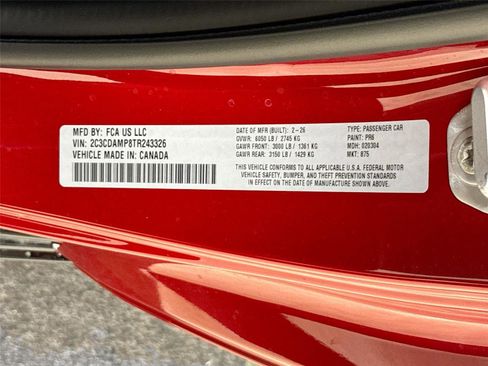 MFD BY: FCA US LLC
VIN: 2C3CDAMP8TR243326
VEHICLE MADE IN: CANADA
MFD (BUILT): 2-26
GVWR: 6050 LB / 2745 KG
GAWR FRONT: 3000 LB / 1361 KG
GAWR REAR: 3150 LB / 1429 KG
TYPE: PASSENGER CAR
PAINT: PR6
MDH: 020304
MKT: 875
THIS VEHICLE CONFORMS TO ALL APPLICABLE U.S.A. FEDERAL MOTOR
VEHICLE SAFETY, BUMPER, AND THEFT PREVENTION STANDARDS
IN EFFECT ON THE DATE OF MANUFACTURE SHOWN ABOVE.